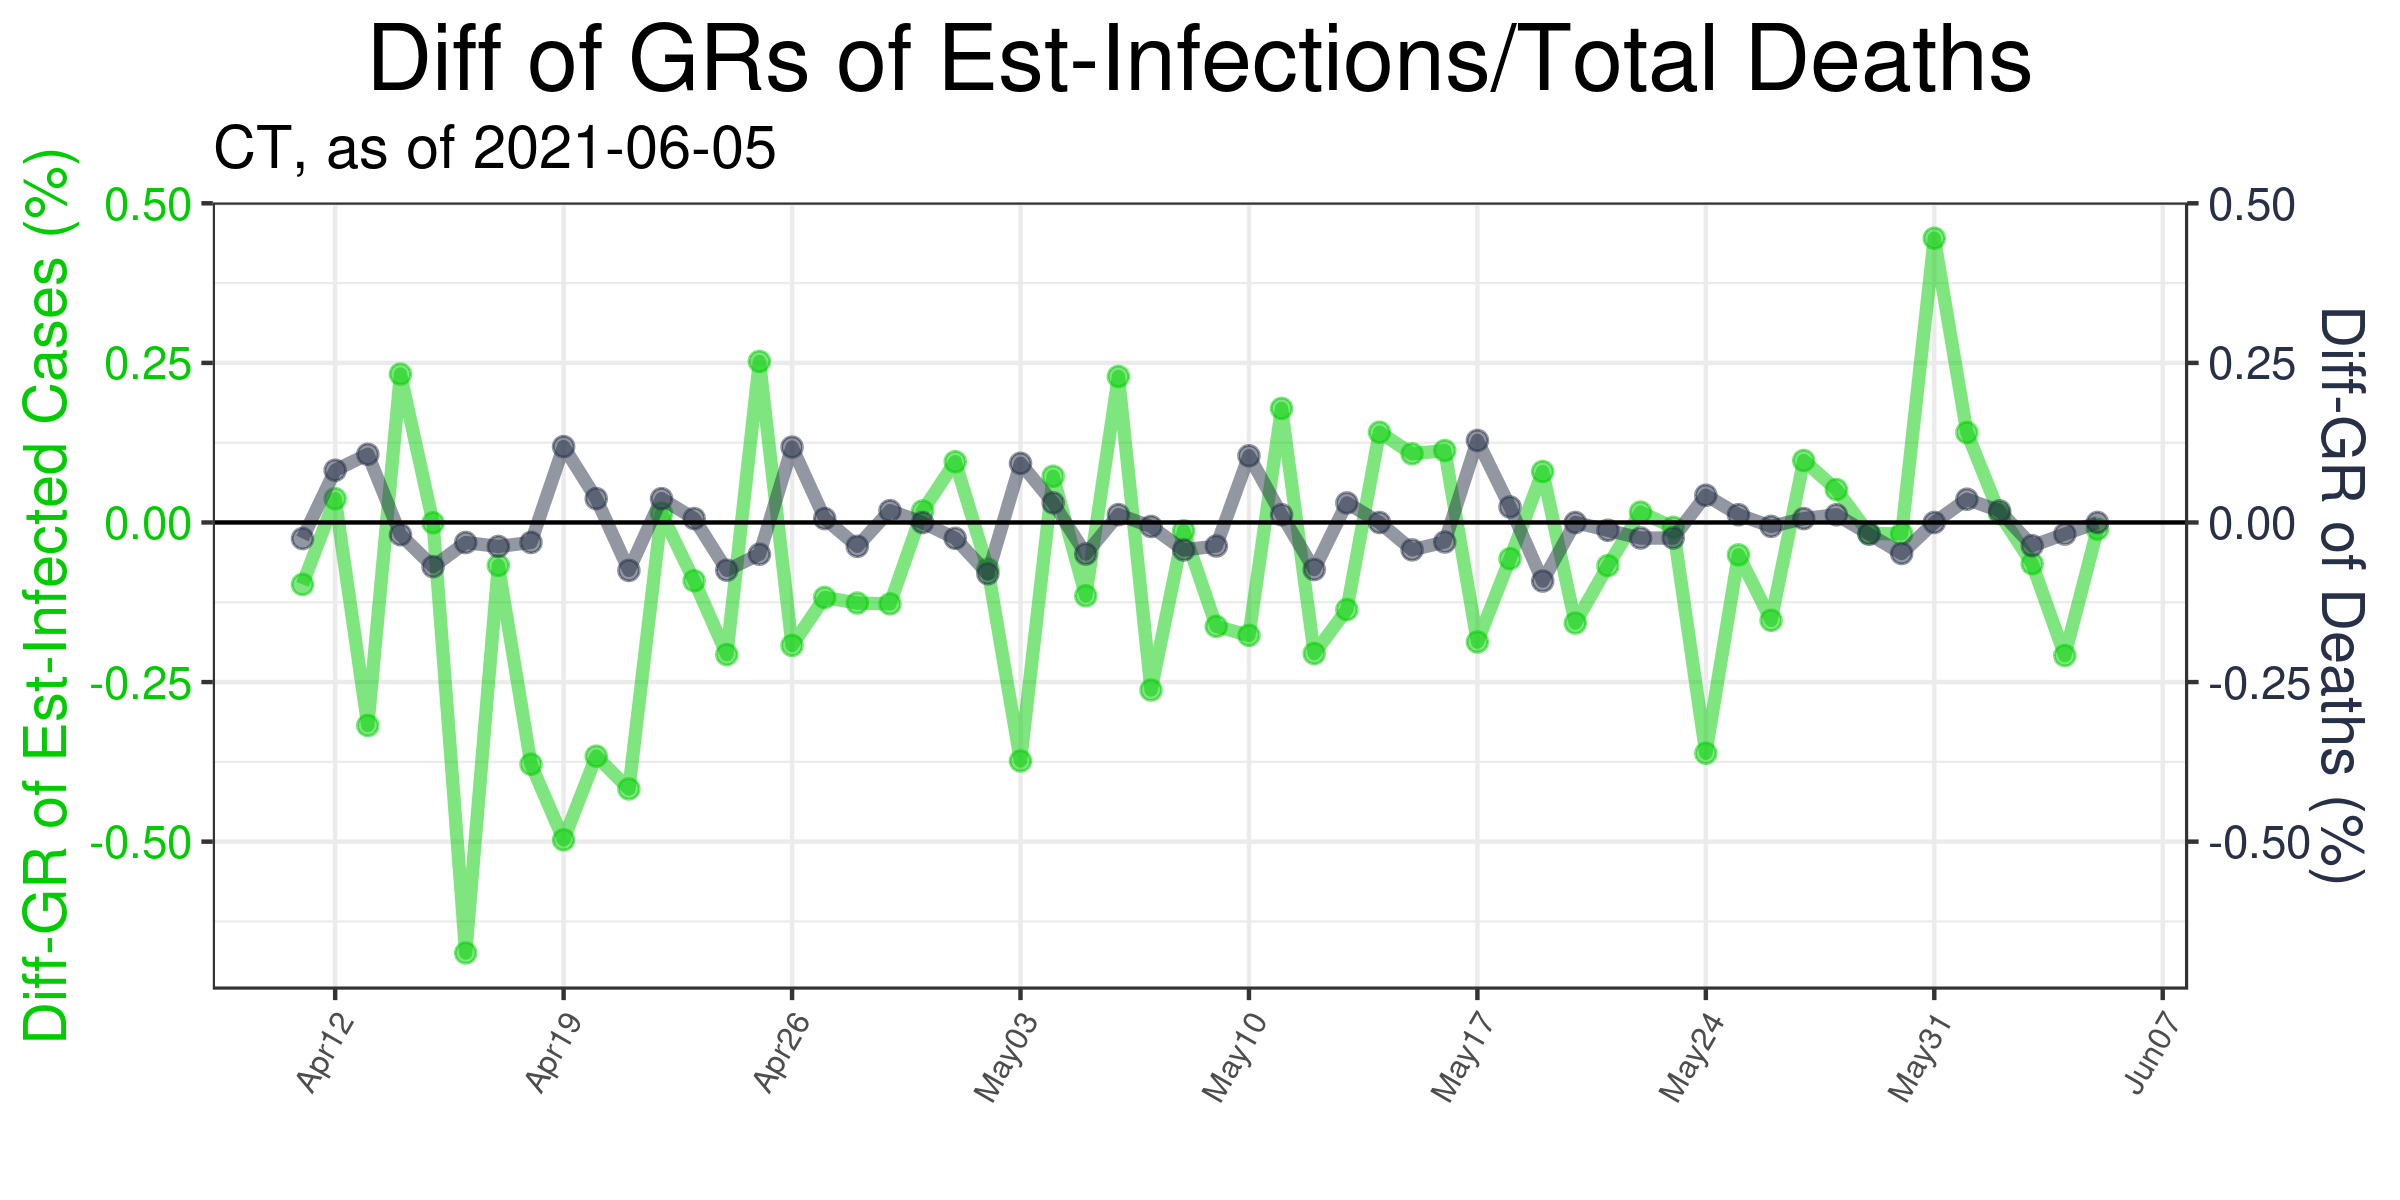 Diff of GRs of Est-Infections/Total Deaths
CT, as of 2021-06-05
Diff-GR of Est-Infected Cases (%)
0.50
0.25
0.00
-0.25
-0.50
0.50
0.25
0.00
-0.25
-0.50
Diff-GR of Deaths (%)
Apr12
Apr19
Apr26
May03
May10
May17
May24
May31
Jun07